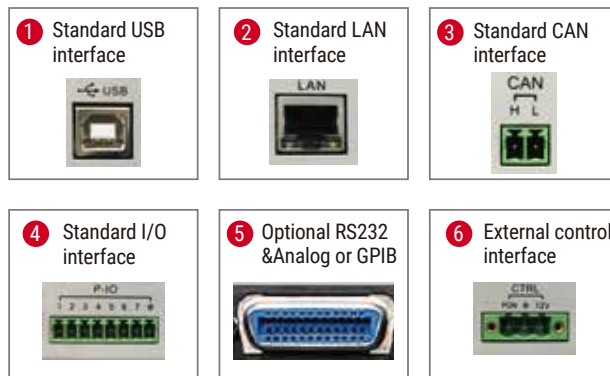 1 Standard USB
interface
USB
2 Standard LAN
interface
LAN
3 Standard CAN
interface
CAN
H L
4 Standard I/O
interface
P-IO
1 2 3 4 5 6 7 8
5 Optional RS232
&Analog or GPIB
6 External control
interface
CTRL
PON ⊕ 12V